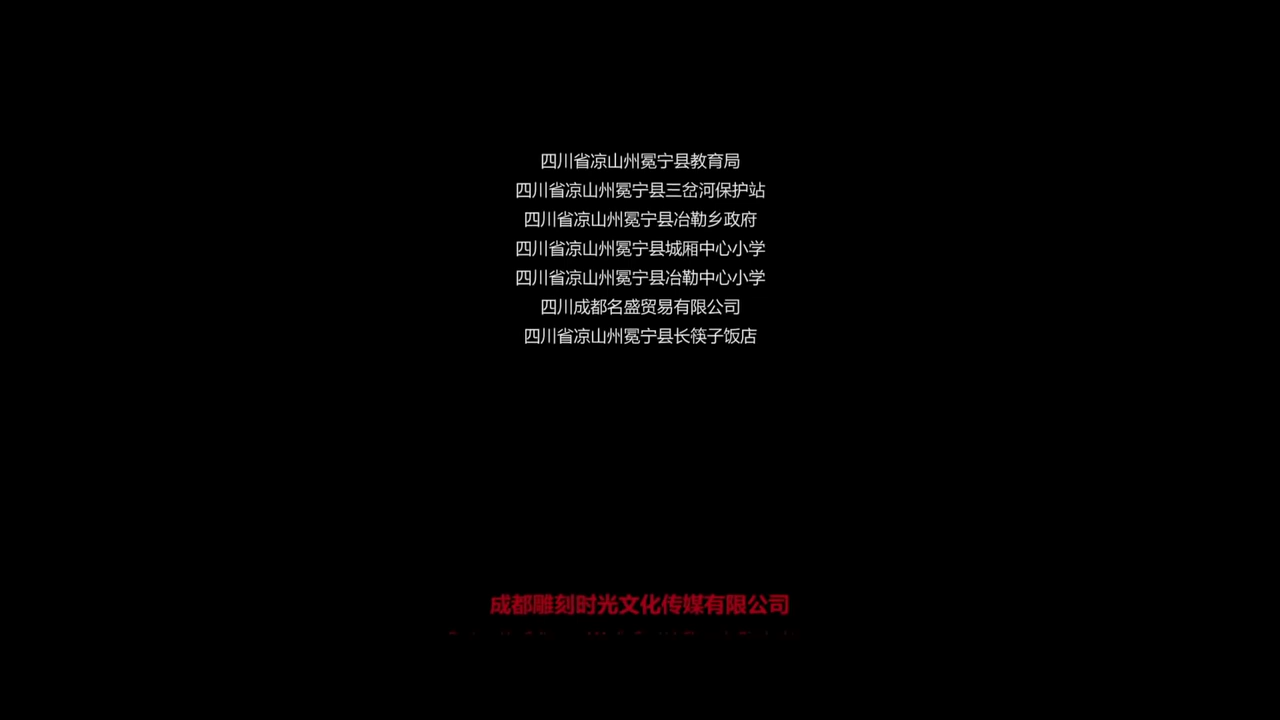 四川省凉山州冕宁县教育局
四川省凉山州冕宁县三岔河保护站
四川省凉山州冕宁县冶勒乡政府
四川省凉山州冕宁县城厢中心小学
四川省凉山州冕宁县冶勒中心小学
四川成都名盛贸易有限公司
四川省凉山州冕宁县长筷子饭店
成都雕刻时光文化传媒有限公司